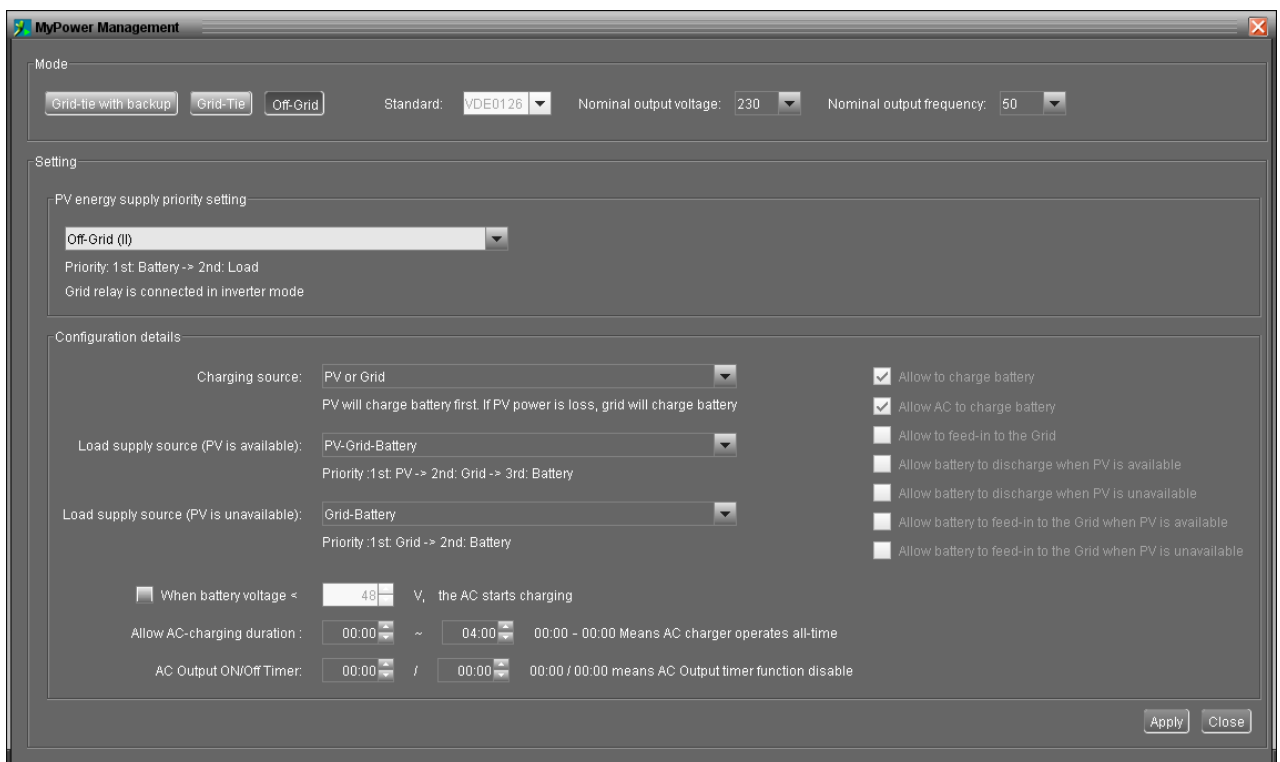 MyPower Management
Mode
Grid-tie with backup Grid-Tie Off-Grid Standard: VDE0126 Nominal output voltage: 230 Nominal output frequency: 50
Setting
PV energy supply priority setting
Off-Grid (II)
Priority: 1st: Battery -> 2nd: Load
Grid relay is connected in inverter mode
Configuration details
Charging source: PV or Grid
PV will charge battery first. If PV power is loss, grid will charge battery
Load supply source (PV is available): PV-Grid-Battery
Priority :1st: PV -> 2nd: Grid -> 3rd: Battery
Load supply source (PV is unavailable): Grid-Battery
Priority :1st: Grid -> 2nd: Battery
Allow to charge battery
Allow AC to charge battery
Allow to feed-in to the Grid
Allow battery to discharge when PV is available
Allow battery to discharge when PV is unavailable
Allow battery to feed-in to the Grid when PV is available
Allow battery to feed-in to the Grid when PV is unavailable
When battery voltage < 48 V, the AC starts charging
Allow AC-charging duration : 00:00 ~ 04:00 00:00 - 00:00 Means AC charger operates all-time
AC Output ON/Off Timer: 00:00 / 00:00 00:00 / 00:00 means AC Output timer function disable
Apply Close